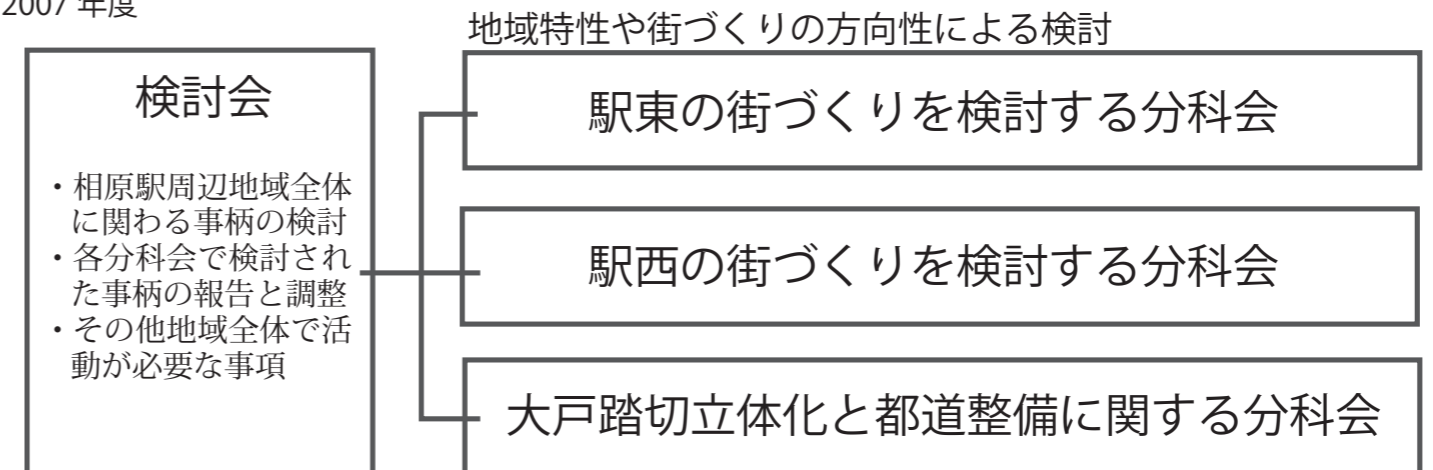 2007 年度
地域特性や街づくりの方向性による検討
検討会
・相原駅周辺地域全体
に関わる事柄の検討
・各分科会で検討され
た事柄の報告と調整
・その他地域全体で活
動が必要な事項
駅東の街づくりを検討する分科会
駅西の街づくりを検討する分科会
大戸踏切立体化と都道整備に関する分科会